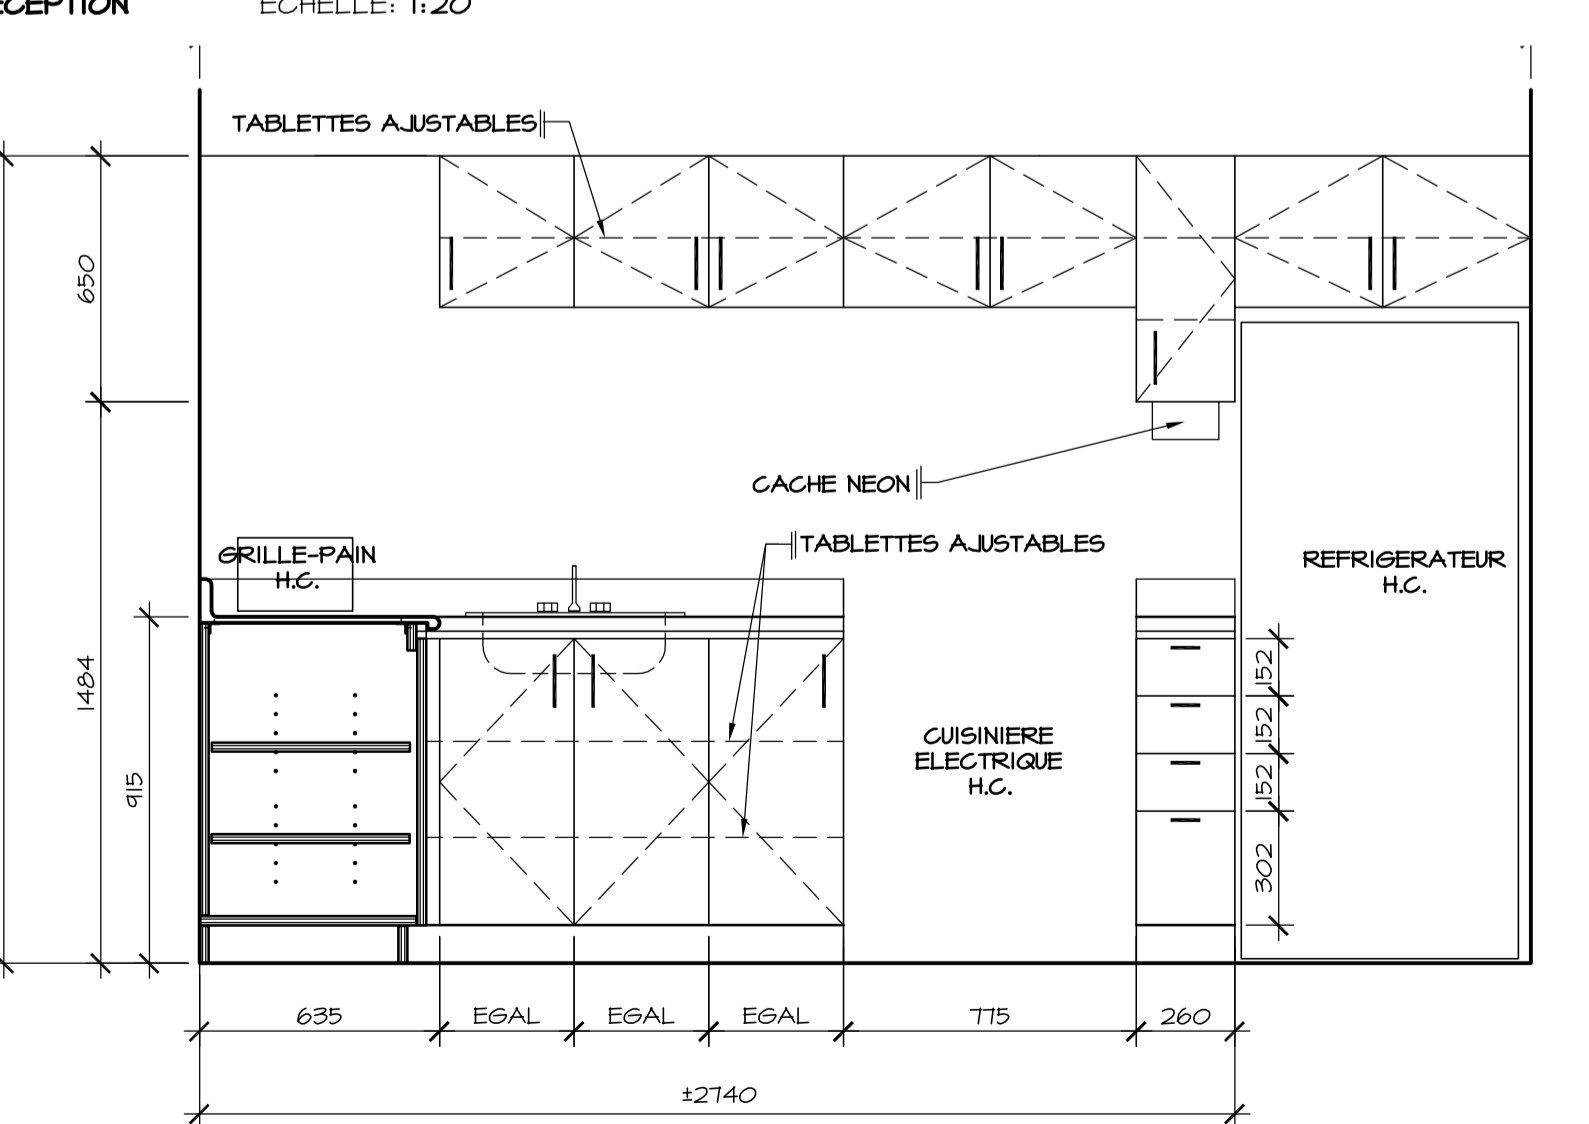 ECEPTION
ECHELLE: 1:20
TABLETTES AJUSTABLES
650
CACHE NEON
TABLETTES AJUSTABLES
GRILLE-PAIN
H.C.
REFRIGERATEUR
H.C.
1484
915
CUISINIERE
ELECTRIQUE
H.C.
152
152
152
302
635
EGAL
EGAL
EGAL
775
260
±2740